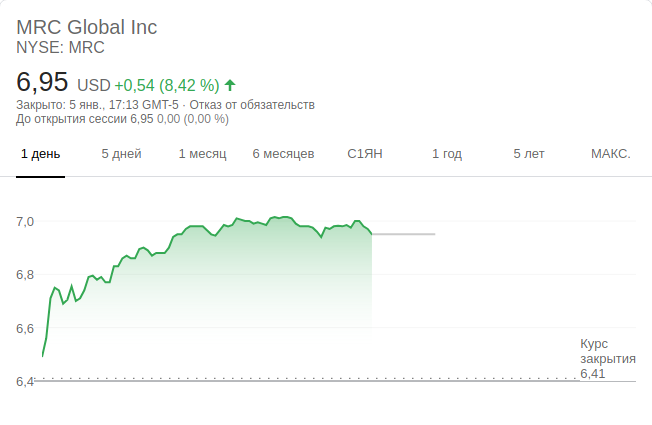 MRC Global Inc
NYSE: MRC
6,95 USD +0,54 (8,42 %)
Закрыто: 5 янв., 17:13 GMT-5 · Отказ от обязательств
До открытия сессии 6,95 0,00 (0,00 %)
1 день 5 дней 1 месяц 6 месяцев С1ЯН 1 год 5 лет МАКС.
7,0
6,8
6,6
Курс
закрытия
6,41
6,4